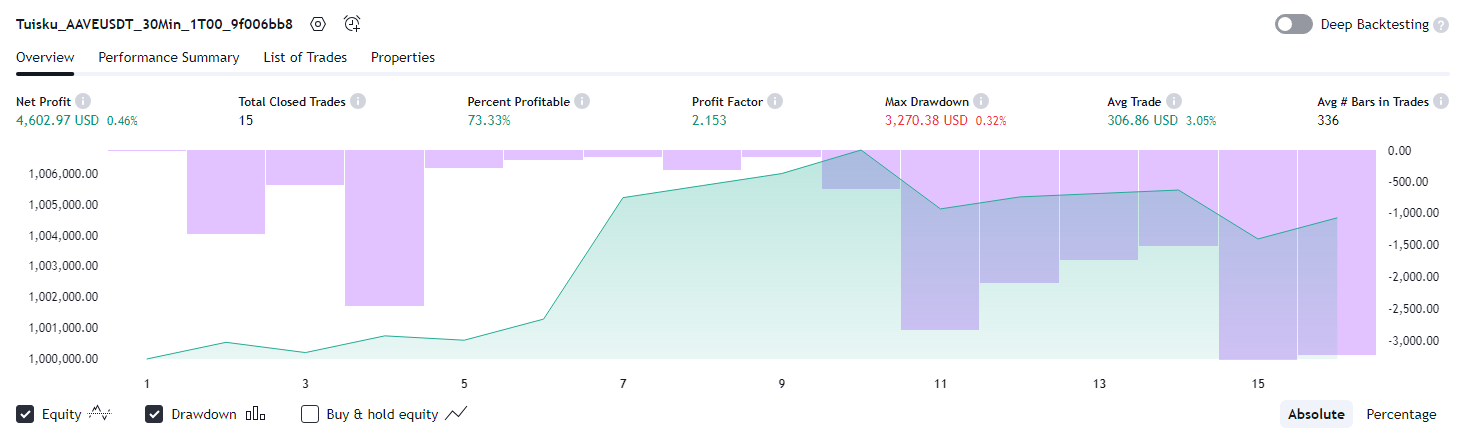 Tuisku_AAVEUSDT_30Min_1T00_9f006bb8 Deep Backtesting
Overview Performance Summary List of Trades Properties
Net Profit Total Closed Trades Percent Profitable Profit Factor Max Drawdown Avg Trade Avg # Bars in Trades
4,602.97 USD 0.46% 15 73.33% 2.153 3,270.38 USD 0.32% 306.86 USD 3.05% 336
0.00
1,006,000.00 -500.00
1,005,000.00 -1,000.00
1,004,000.00 -1,500.00
1,003,000.00 -2,000.00
1,002,000.00 -2,500.00
1,001,000.00 -3,000.00
1,000,000.00
1 3 5 7 9 11 13 15
Equity Drawdown Buy & hold equity Absolute Percentage